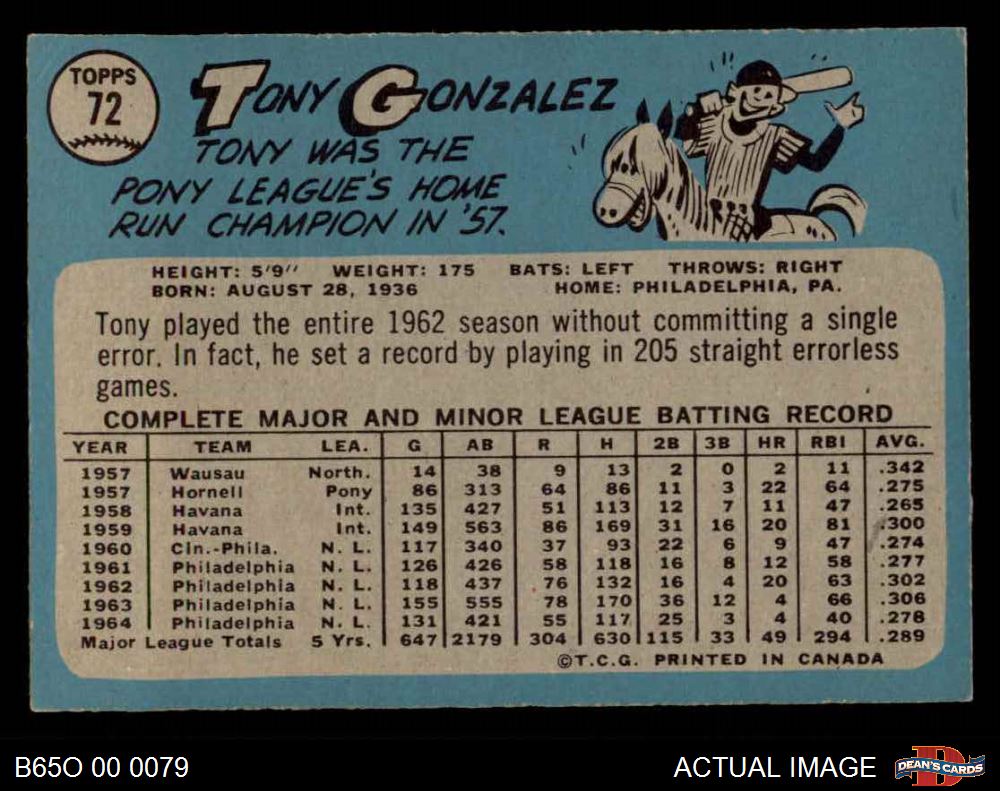 TOPPS
72
TONY GONZALEZ
TONY WAS THE
PONY LEAGUE'S HOME
RUN CHAMPION IN '57.
HEIGHT: 5'9" WEIGHT: 175 BATS: LEFT THROWS: RIGHT
BORN: AUGUST 28, 1936 HOME: PHILADELPHIA, PA.
Tony played the entire 1962 season without committing a single
error. In fact, he set a record by playing in 205 straight errorless
games.
COMPLETE MAJOR AND MINOR LEAGUE BATTING RECORD
YEAR TEAM LEA. G AB R H 2B 3B HR RBI AVG.
1957 Wausau North. 14 38 9 13 2 0 2 11 .342
1957 Hornell Pony 86 313 64 86 11 3 22 64 .275
1958 Havana Int. 135 427 51 113 12 7 11 47 .265
1959 Havana Int. 149 563 86 169 31 16 20 81 .300
1960 Cin.-Phila. N. L. 117 340 37 93 22 6 9 47 .274
1961 Philadelphia N. L. 126 426 58 118 16 8 12 58 .277
1962 Philadelphia N. L. 118 437 76 132 16 4 20 63 .302
1963 Philadelphia N. L. 155 555 78 170 36 12 4 66 .306
1964 Philadelphia N. L. 131 421 55 117 25 3 4 40 .278
Major League Totals 5 Yrs. 647 2179 304 630 115 33 49 294 .289
©T.C.G. PRINTED IN CANADA
B65O 00 0079
ACTUAL IMAGE
DEAN'S CARDS